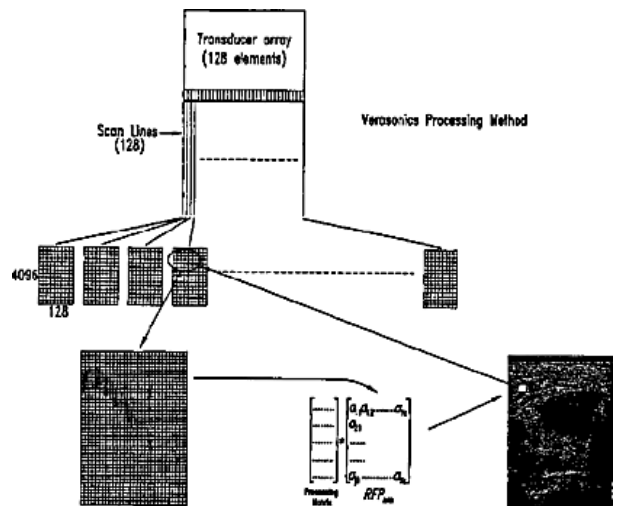 Transducer array
(128 elements)
Scan Lines
(128)
Verasonics Processing Method
4096
128
Processing
Matrix